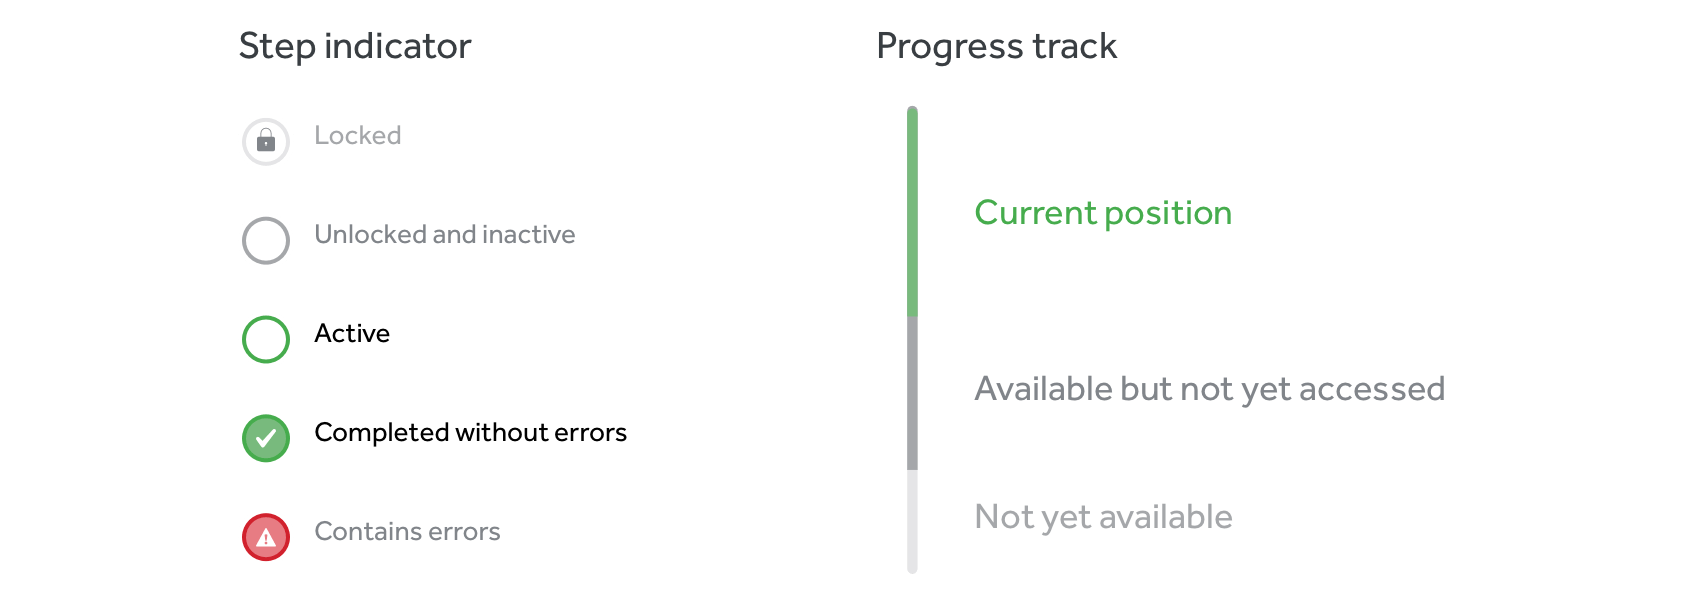 Step indicator
Locked
Unlocked and inactive
Active
Completed without errors
Contains errors
Progress track
Current position
Available but not yet accessed
Not yet available